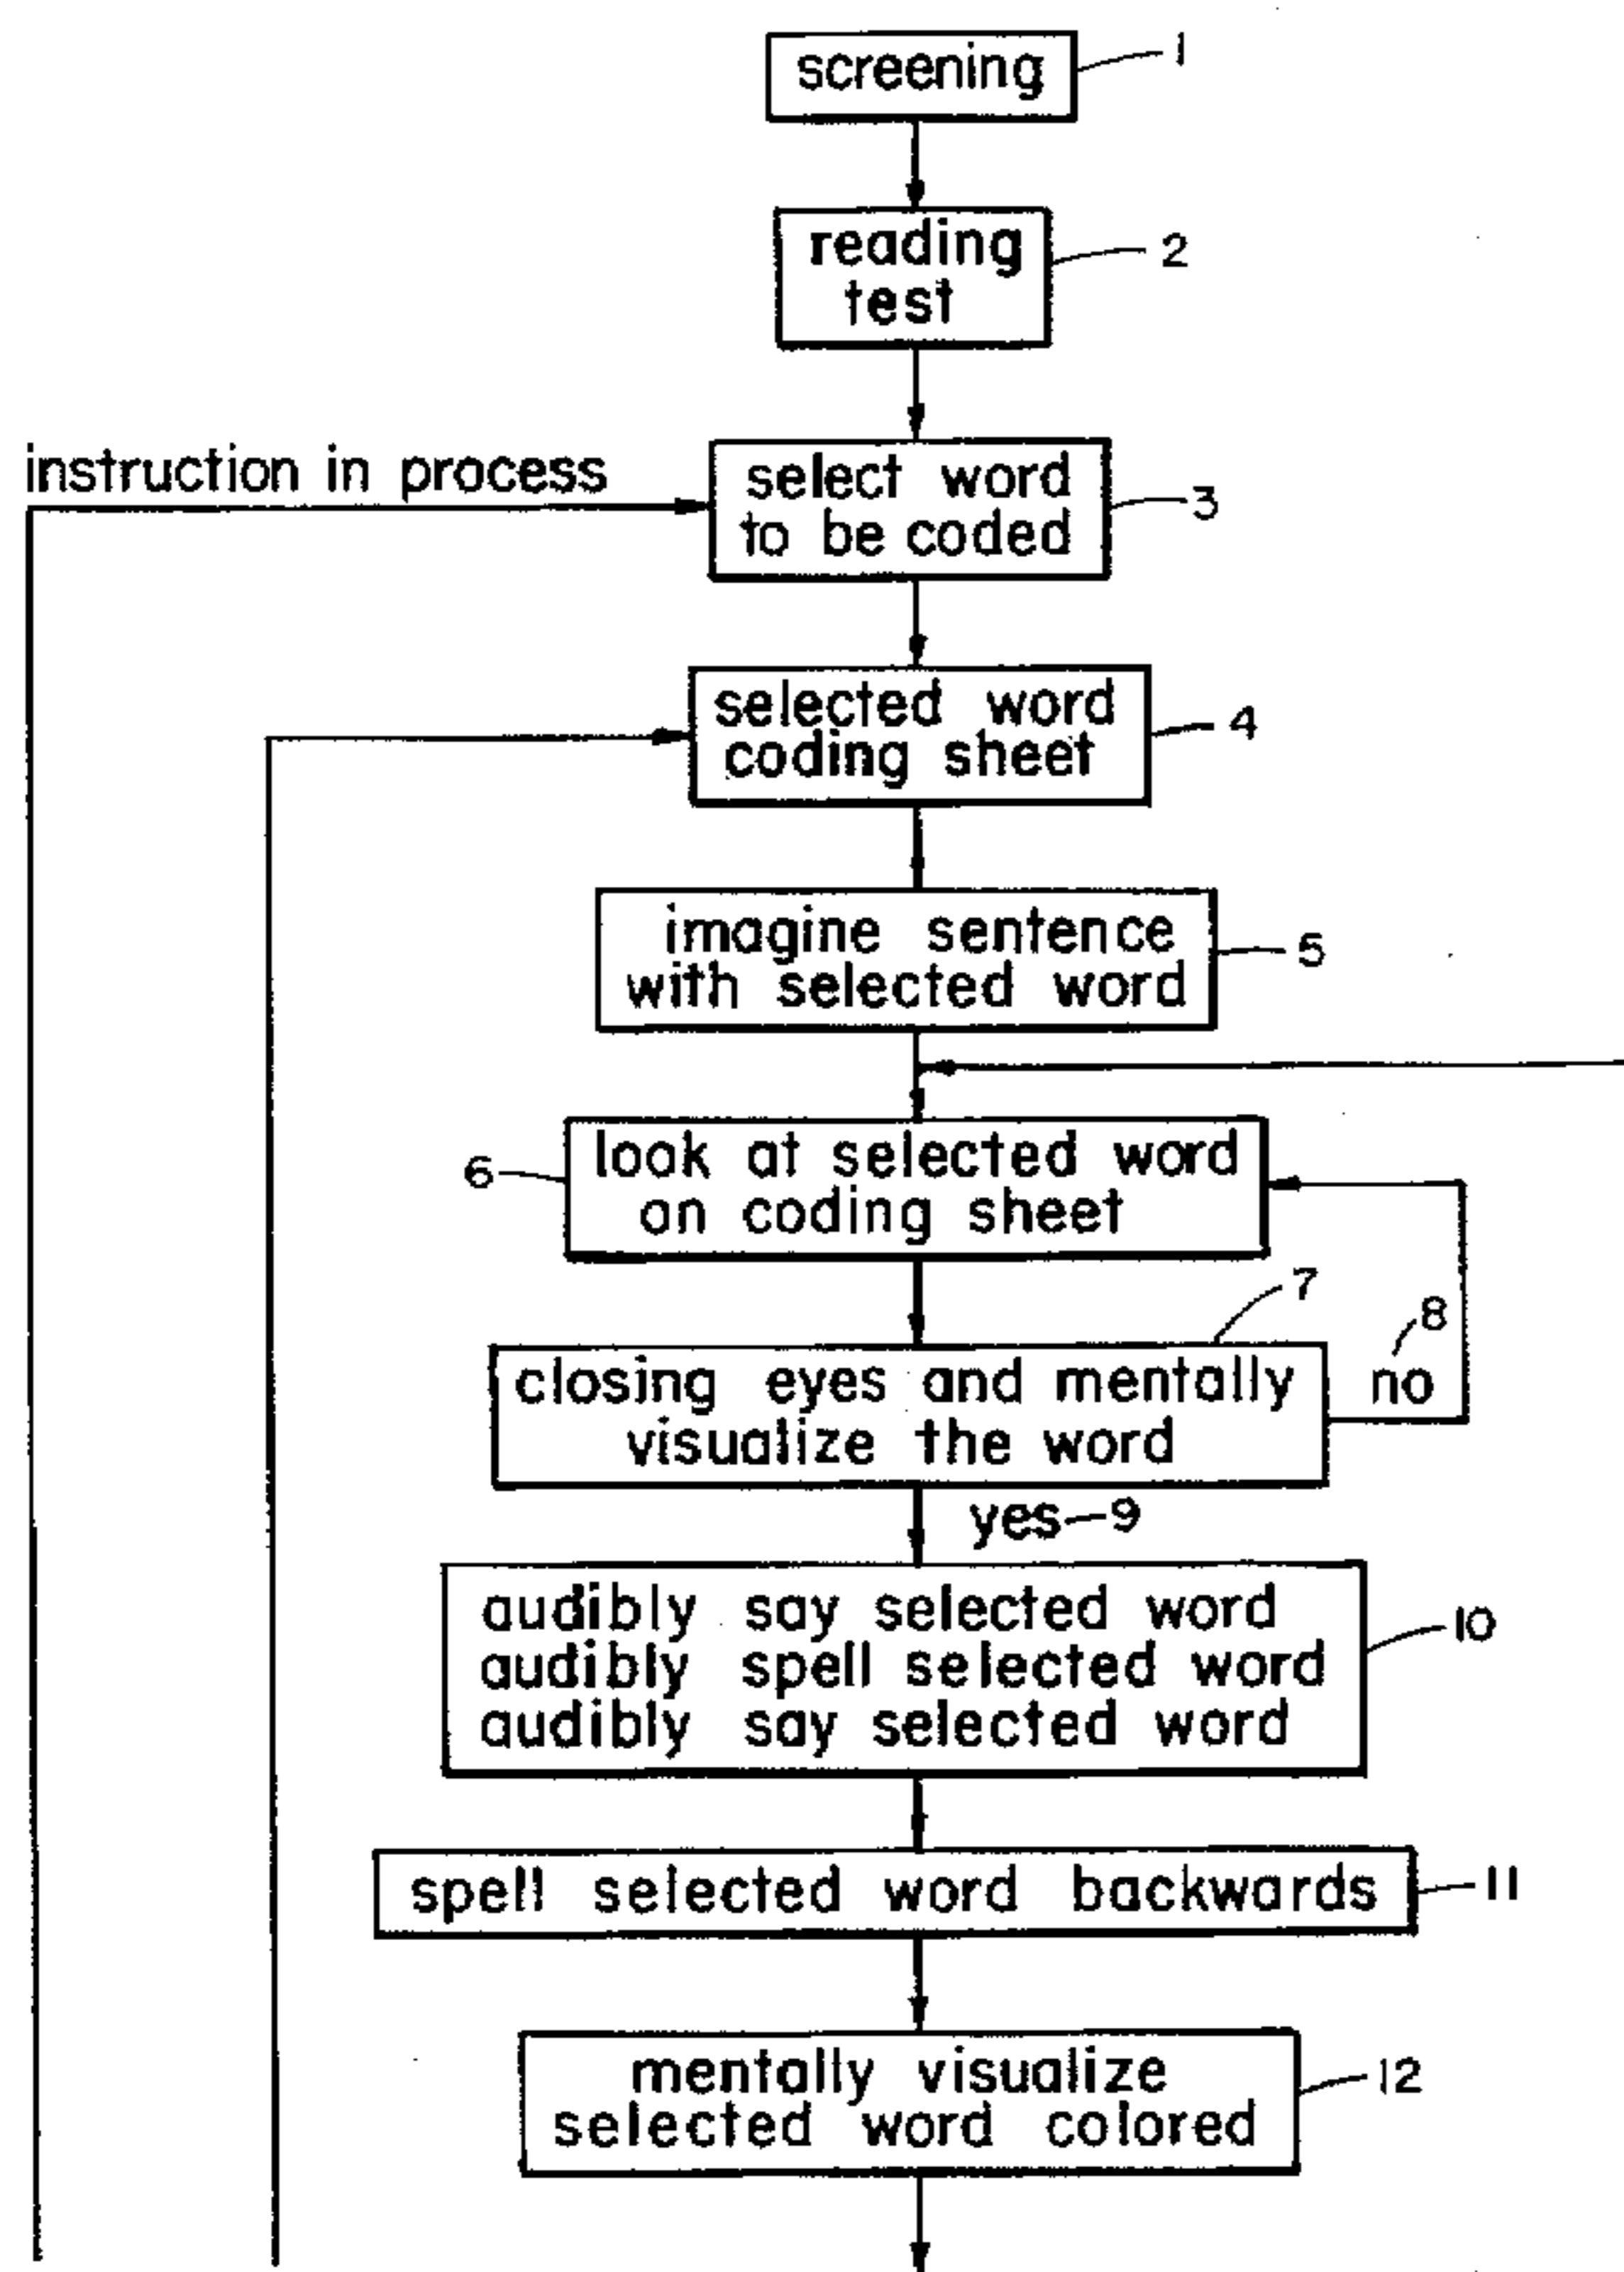 screening
1
reading
test
2
instruction in process
select word
to be coded
3
selected word
coding sheet
4
imagine sentence
with selected word
5
look at selected word
on coding sheet
6
7
8
closing eyes and mentally
visualize the word
no
yes
9
audibly say selected word
audibly spell selected word
audibly say selected word
10
spell selected word backwards
11
mentally visualize
selected word colored
12